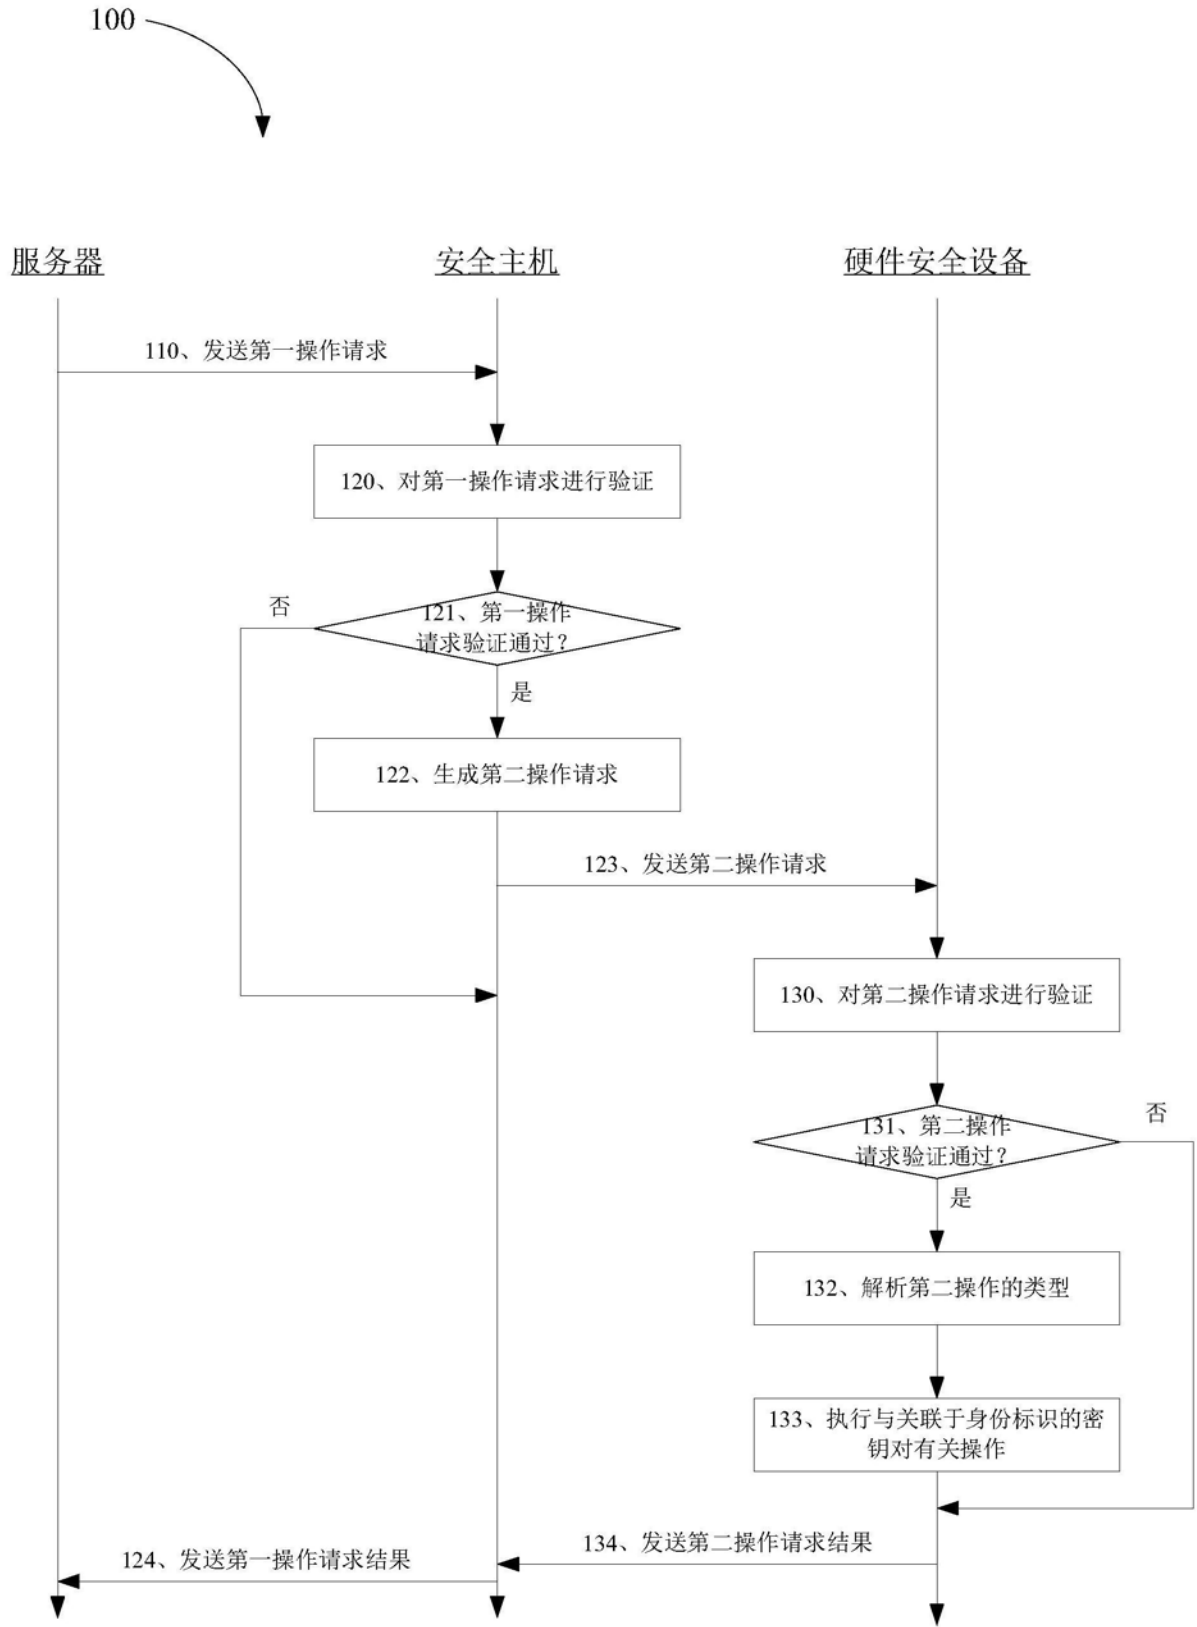 100
服务器
安全主机
硬件安全设备
110、发送第一操作请求
120、对第一操作请求进行验证
否
121、第一操作
请求验证通过？
是
122、生成第二操作请求
123、发送第二操作请求
130、对第二操作请求进行验证
否
131、第二操作
请求验证通过？
是
132、解析第二操作的类型
133、执行与关联于身份标识的密
钥对有关操作
134、发送第二操作请求结果
124、发送第一操作请求结果